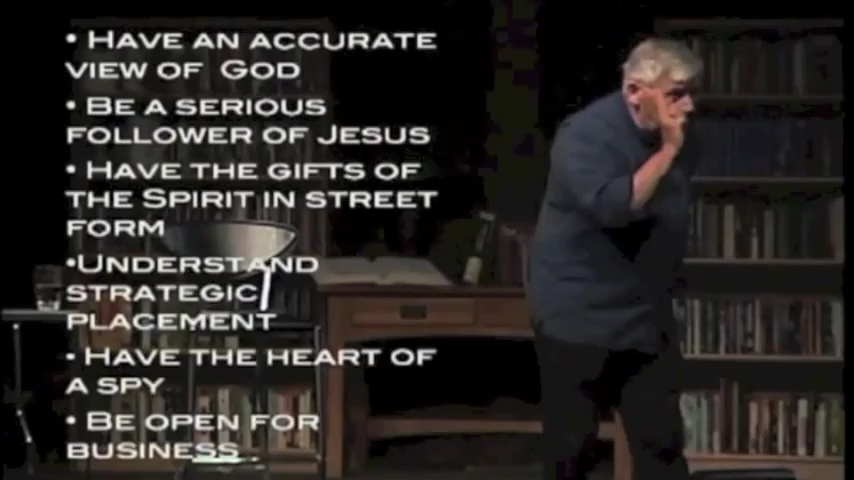 • HAVE AN ACCURATE
VIEW OF GOD
• BE A SERIOUS
FOLLOWER OF JESUS
• HAVE THE GIFTS OF
THE SPIRIT IN STREET
FORM
•UNDERSTAND
STRATEGIC
PLACEMENT
• HAVE THE HEART OF
A SPY
• BE OPEN FOR
BUSINESS